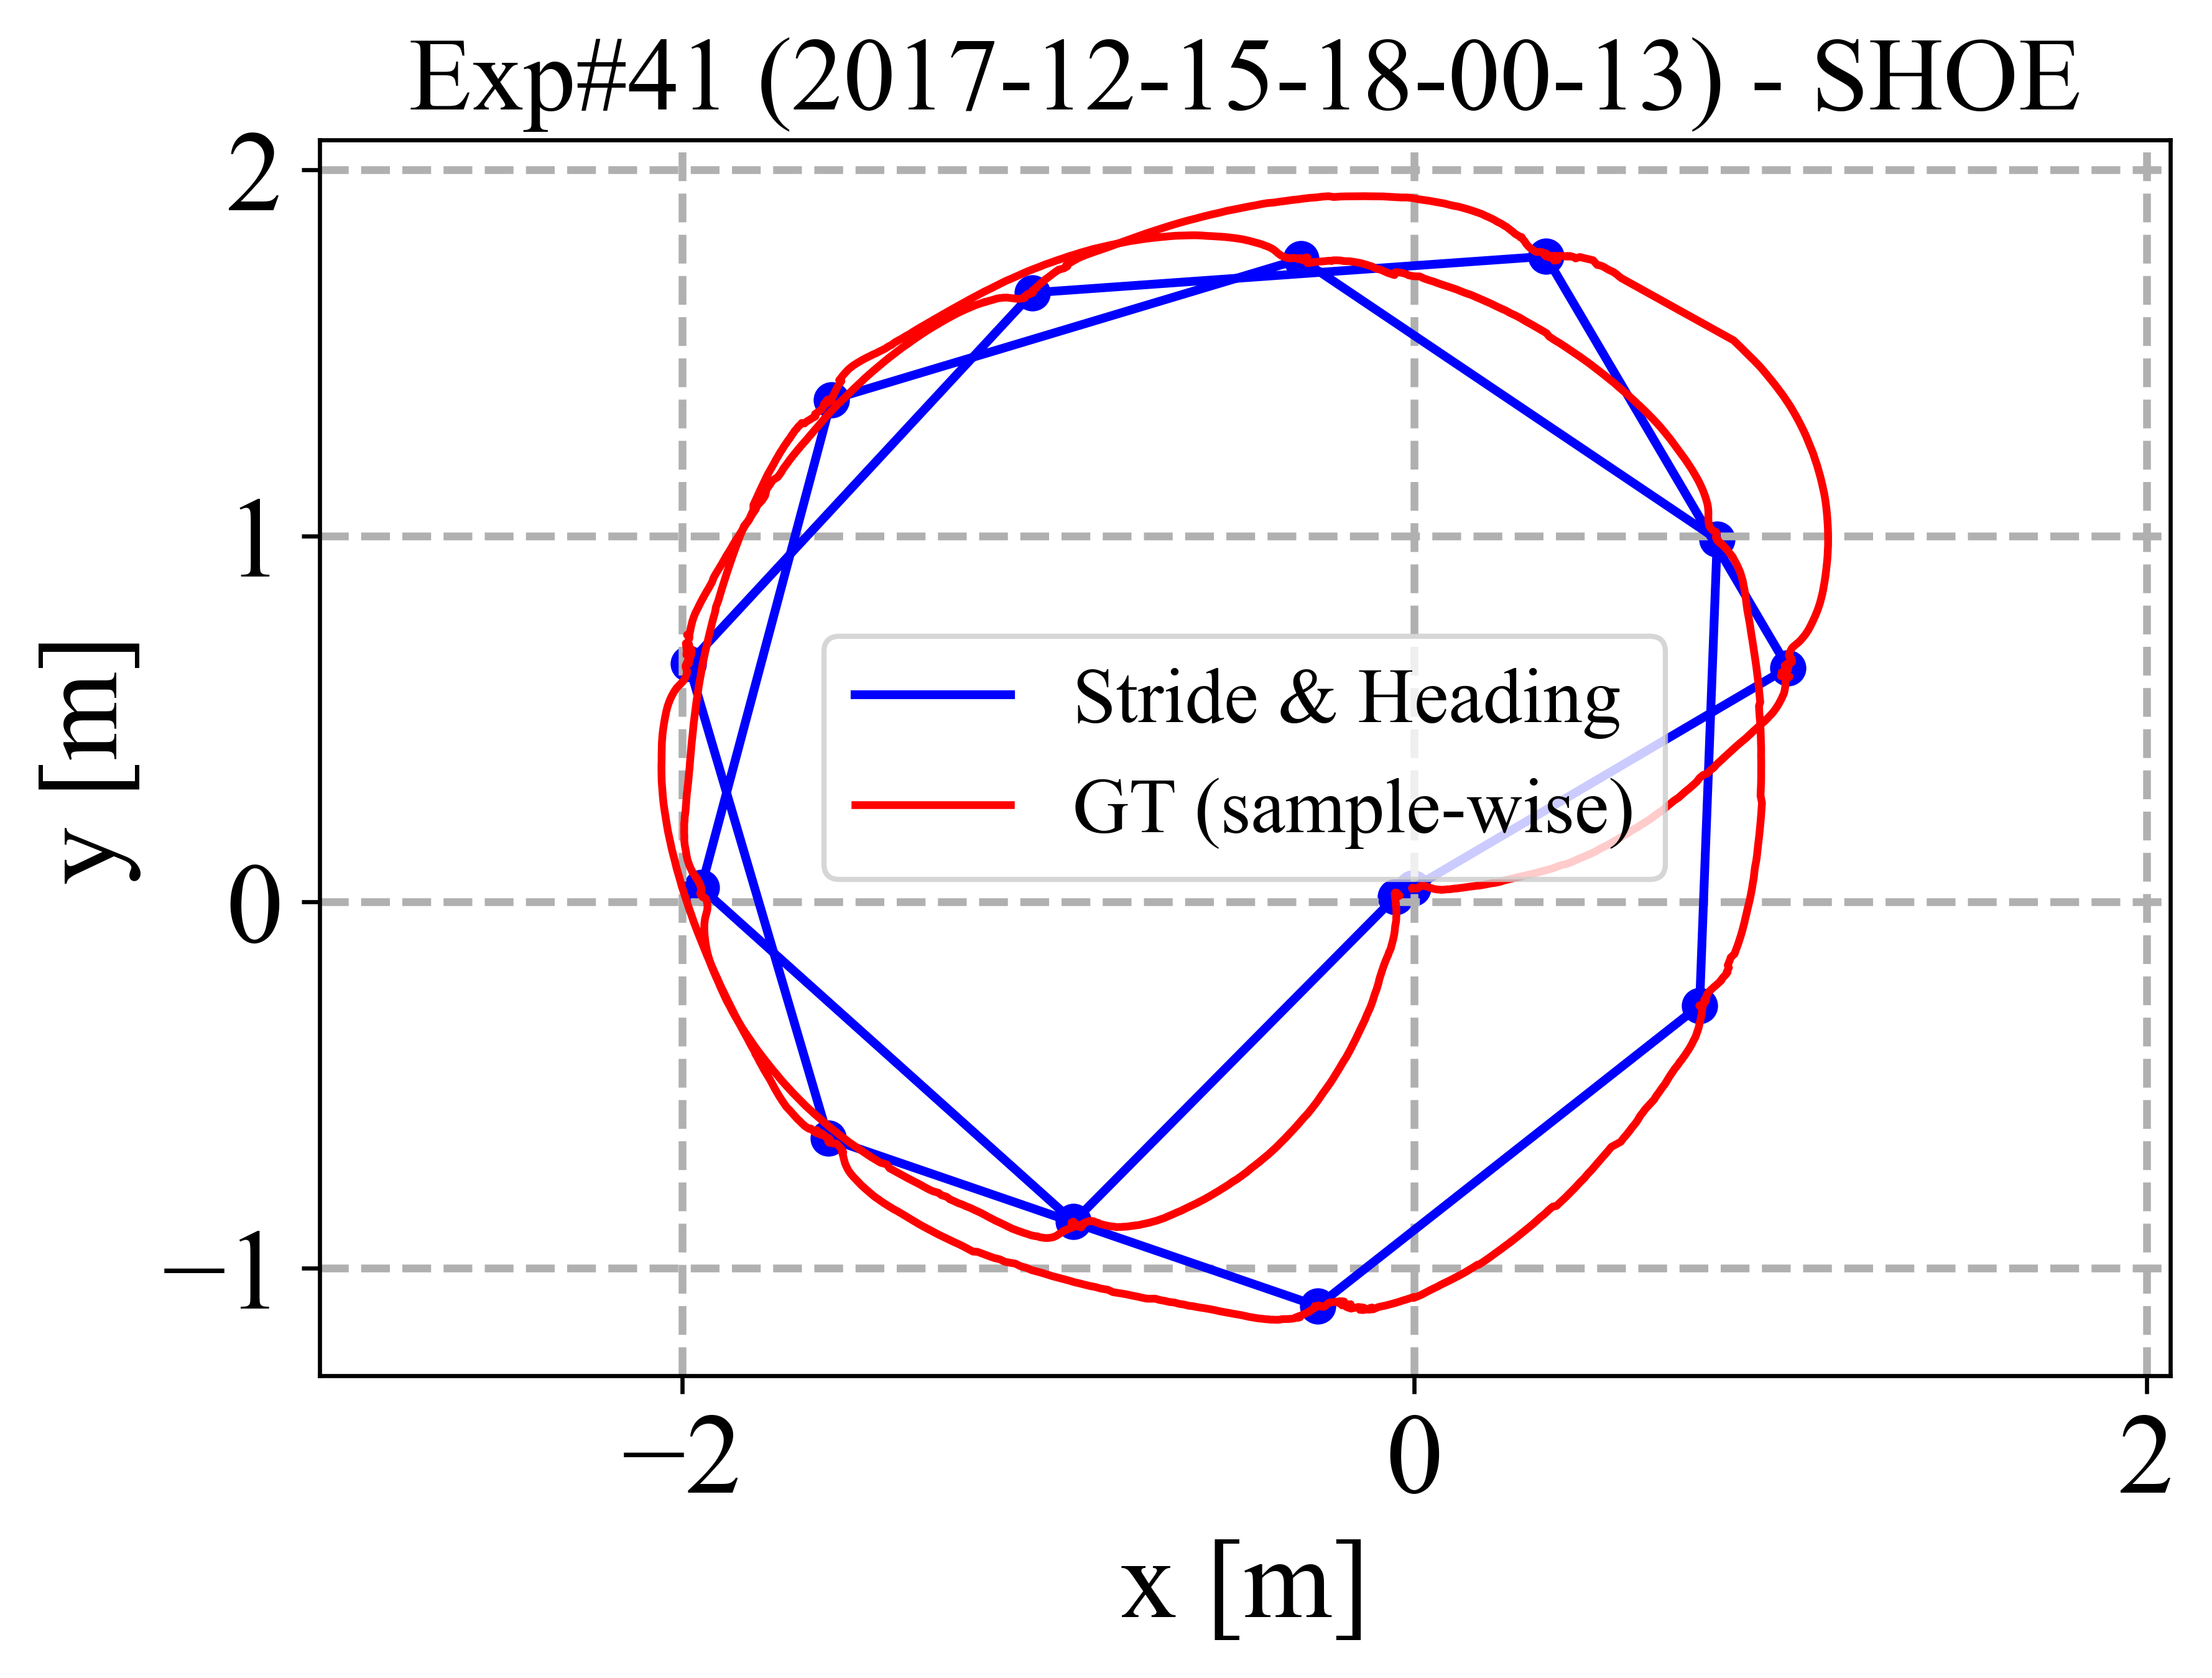 Exp#41 (2017-12-15-18-00-13) - SHOE
2
1
0
−1
y [m]
Stride & Heading
GT (sample-wise)
−2 0 2
x [m]